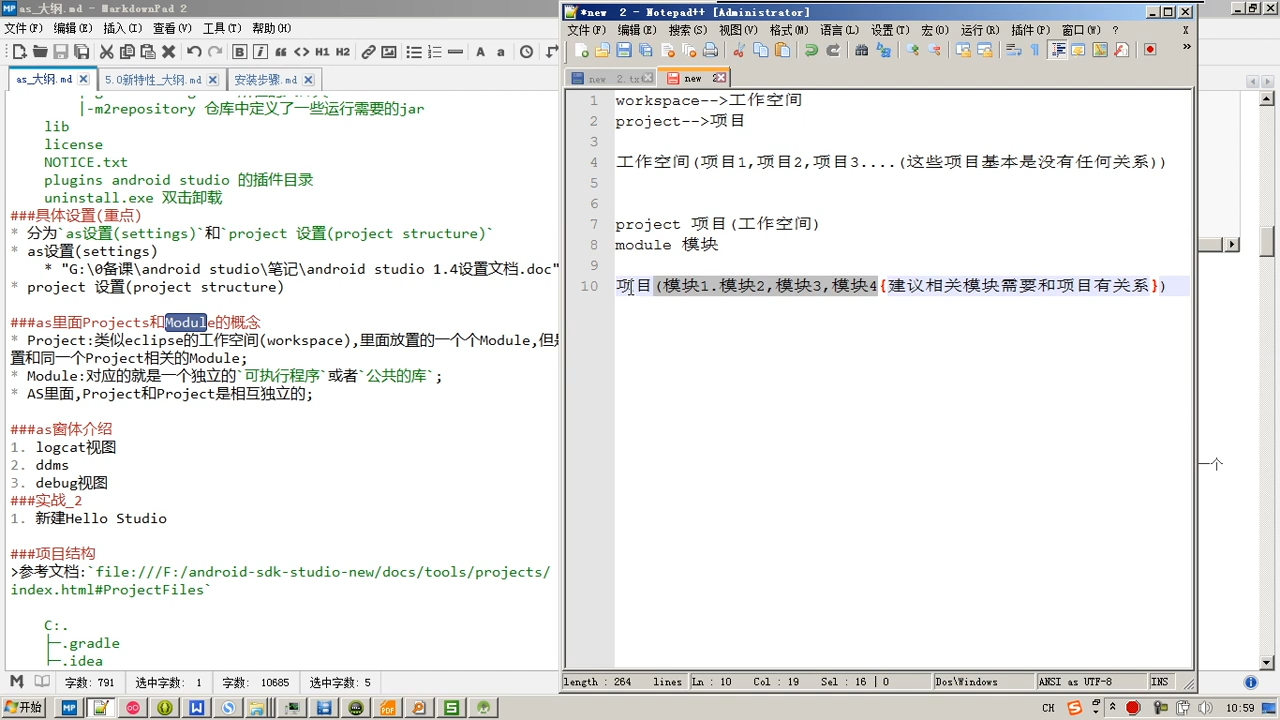 as_大纲.md - MarkdownPad 2
文件(F) 编辑(E) 插入(I) 查看(V) 工具(T) 帮助(H)
B I “ <> H1 H2 A a
as_大纲.md 5.0新特性_大纲.md 安装步骤.md
|-m2repository 仓库中定义了一些运行需要的jar
lib
license
NOTICE.txt
plugins android studio 的插件目录
uninstall.exe 双击卸载
###具体设置(重点)
* 分为`as设置(settings)`和`project 设置(project structure)`
* as设置(settings)
* "G:\0备课\android studio\笔记\android studio 1.4设置文档.doc"
* project 设置(project structure)
###as里面Projects和Module的概念
* Project:类似eclipse的工作空间(workspace),里面放置的一个个Module,但是
置和同一个Project相关的Module;
* Module:对应的就是一个独立的`可执行程序`或者`公共的库`;
* AS里面,Project和Project是相互独立的;
###as窗体介绍
1. logcat视图
2. ddms
3. debug视图
###实战_2
1. 新建Hello Studio
###项目结构
>参考文档:`file:///F:/android-sdk-studio-new/docs/tools/projects/
index.html#ProjectFiles`
C:.
├─.gradle
├─.idea
字数: 791 选中字数: 1 字数: 10685 选中字数: 5
*new 2 - Notepad++ [Administrator]
文件(F) 编辑(E) 搜索(S) 视图(V) 格式(M) 语言(L) 设置(T) 宏(O) 运行(R) 插件(P) 窗口(W) ? X
new 2.txt new 2
1 workspace-->工作空间
2 project-->项目
3
4 工作空间(项目1,项目2,项目3....(这些项目基本是没有任何关系))
5
6
7 project 项目(工作空间)
8 module 模块
9
10 项目(模块1.模块2,模块3,模块4{建议相关模块需要和项目有关系})
一个
length : 264 lines Ln : 10 Col : 19 Sel : 16 | 0 Dos\Windows ANSI as UTF-8 INS
开始 CH 10:59